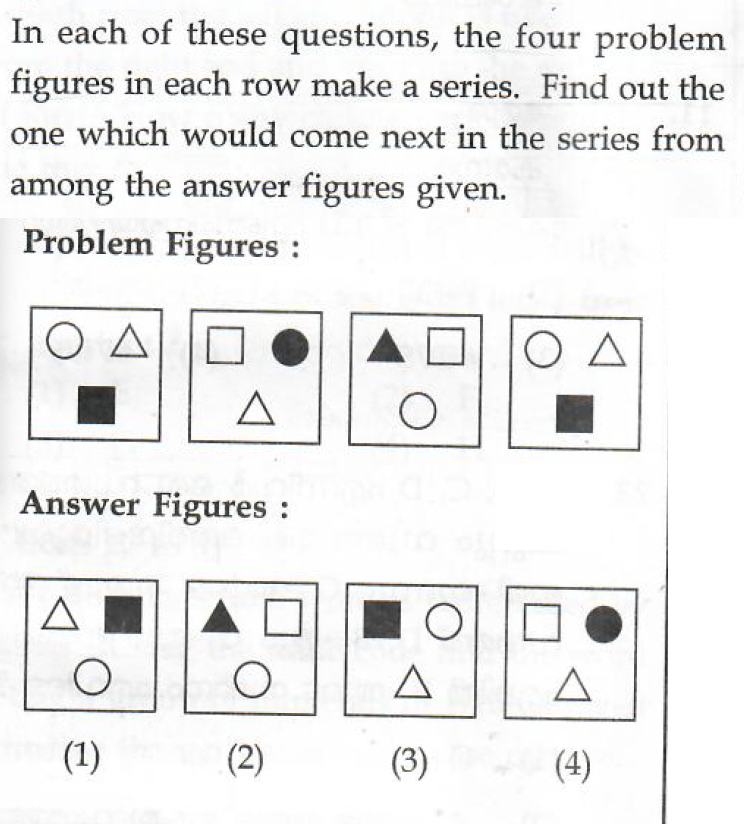 In each of these questions, the four problem
figures in each row make a series. Find out the
one which would come next in the series from
among the answer figures given.
Problem Figures :
Answer Figures :
(1) (2) (3) (4)